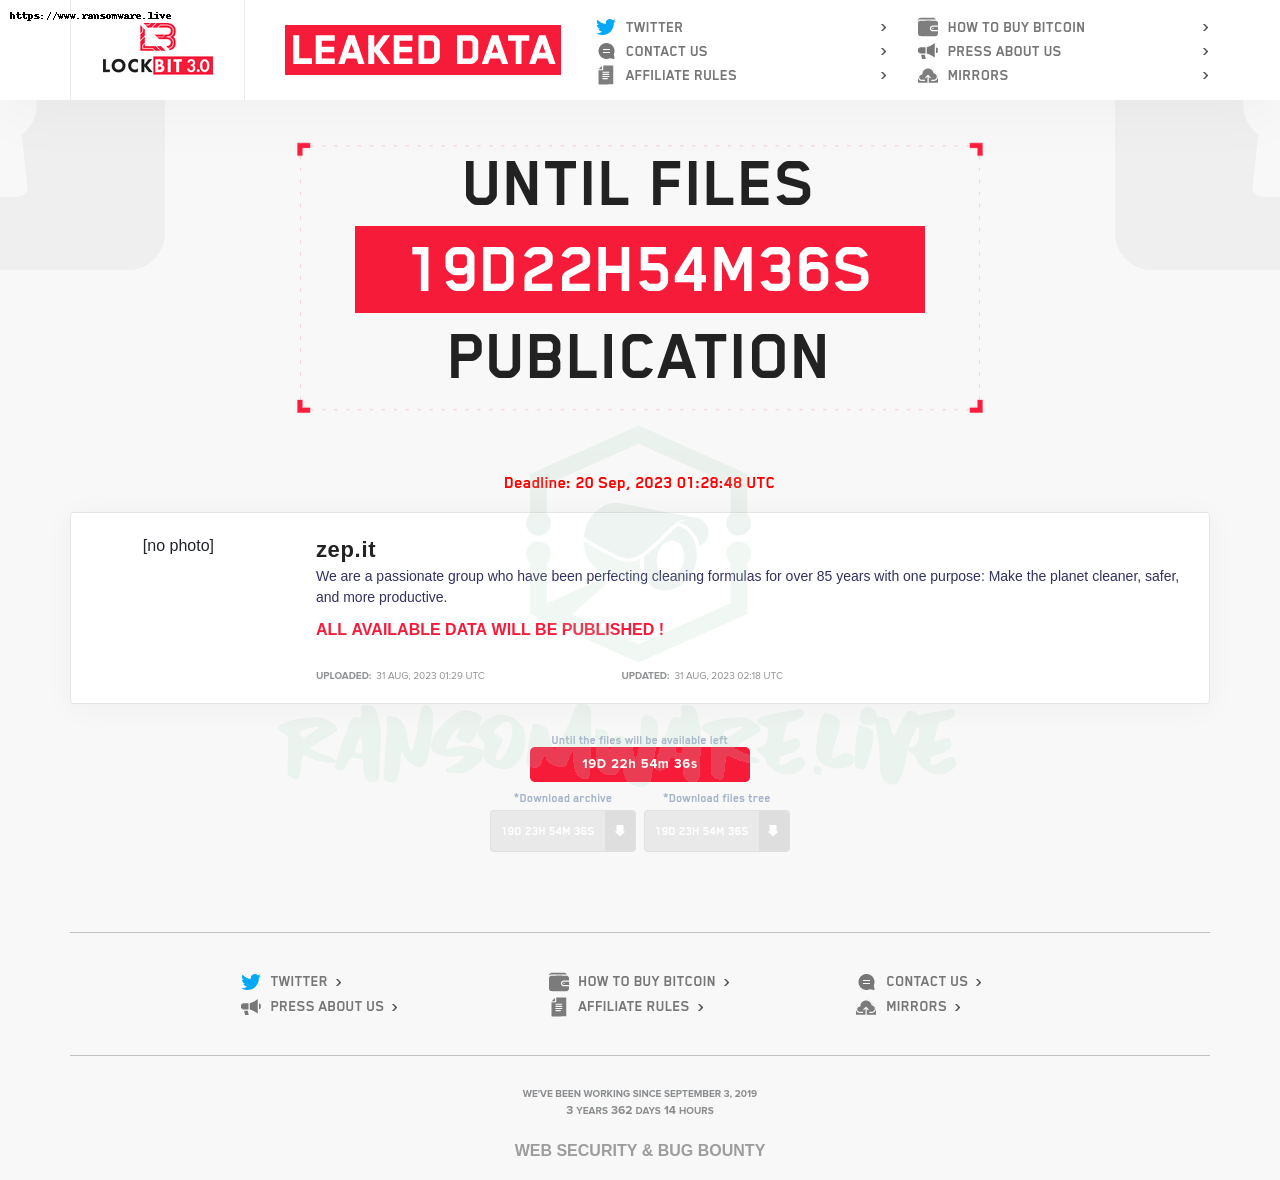 https://www.ransomware.live
LOCKBIT 3.0
LEAKED DATA
TWITTER
CONTACT US
AFFILIATE RULES
HOW TO BUY BITCOIN
PRESS ABOUT US
MIRRORS
UNTIL FILES
19D22H54M36S
PUBLICATION
Deadline: 20 Sep, 2023 01:28:48 UTC
[no photo]
zep.it
We are a passionate group who have been perfecting cleaning formulas for over 85 years with one purpose: Make the planet cleaner, safer,
and more productive.
ALL AVAILABLE DATA WILL BE PUBLISHED !
UPLOADED: 31 AUG, 2023 01:29 UTC
UPDATED: 31 AUG, 2023 02:18 UTC
RANSOMWARE.LIVE
Until the files will be available left
19D 22h 54m 36s
*Download archive
*Download files tree
19D 23H 54M 36S
19D 23H 54M 36S
TWITTER
HOW TO BUY BITCOIN
CONTACT US
PRESS ABOUT US
AFFILIATE RULES
MIRRORS
WE'VE BEEN WORKING SINCE SEPTEMBER 3, 2019
3 YEARS 362 DAYS 14 HOURS
WEB SECURITY & BUG BOUNTY